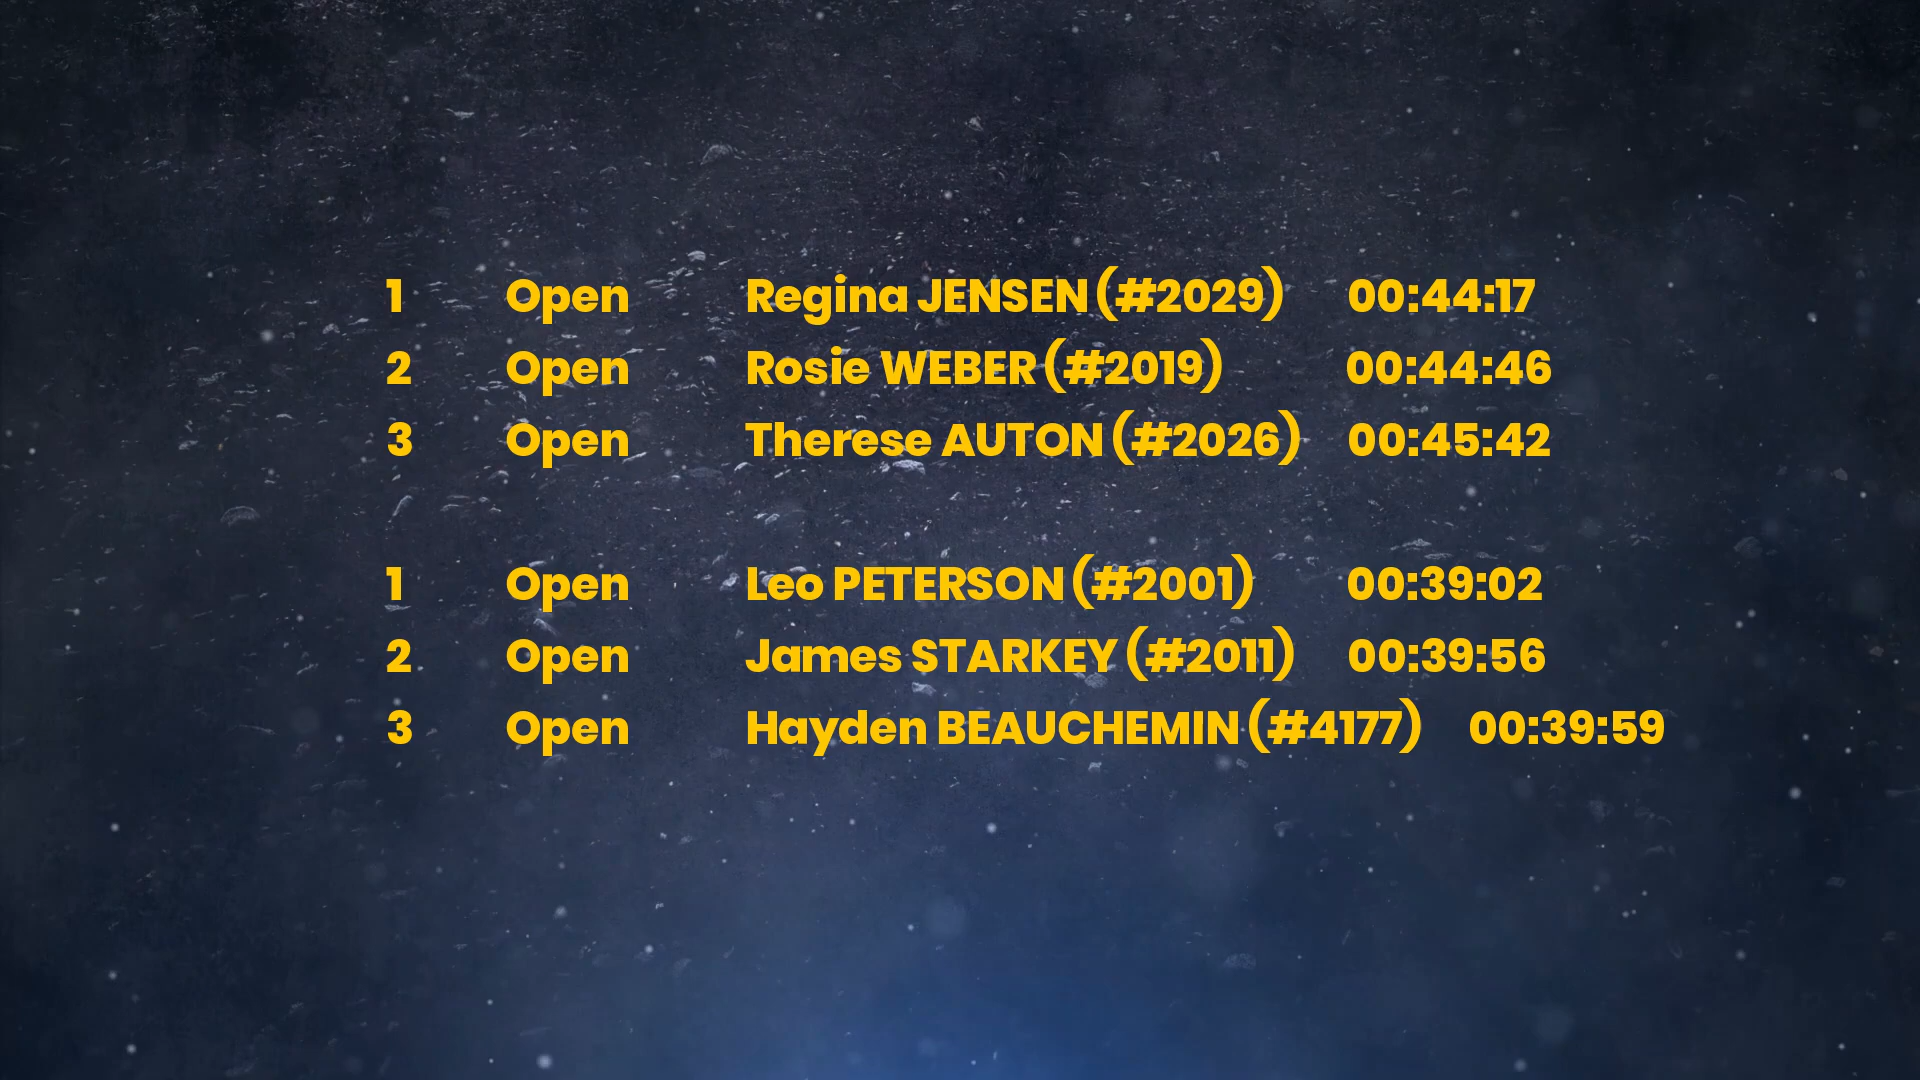 1 Open Regina JENSEN (#2029) 00:44:17
2 Open Rosie WEBER (#2019) 00:44:46
3 Open Therese AUTON (#2026) 00:45:42
1 Open Leo PETERSON (#2001) 00:39:02
2 Open James STARKEY (#2011) 00:39:56
3 Open Hayden BEAUCHEMIN (#4177) 00:39:59